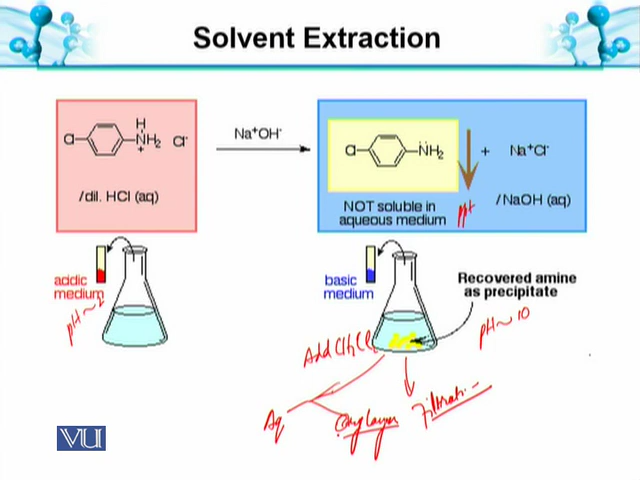 Solvent Extraction
H
Cl
NH₂
+
Cl⁻
Na⁺OH⁻
Cl
NH₂
+ Na⁺Cl⁻
/dil. HCl (aq)
NOT soluble in
aqueous medium
ppt
/NaOH (aq)
acidic
medium
pH ~ 2
basic
medium
Recovered amine
as precipitate
pH ~ 10
Add CH₂Cl₂
Aq
Org layer
Filtration
VU